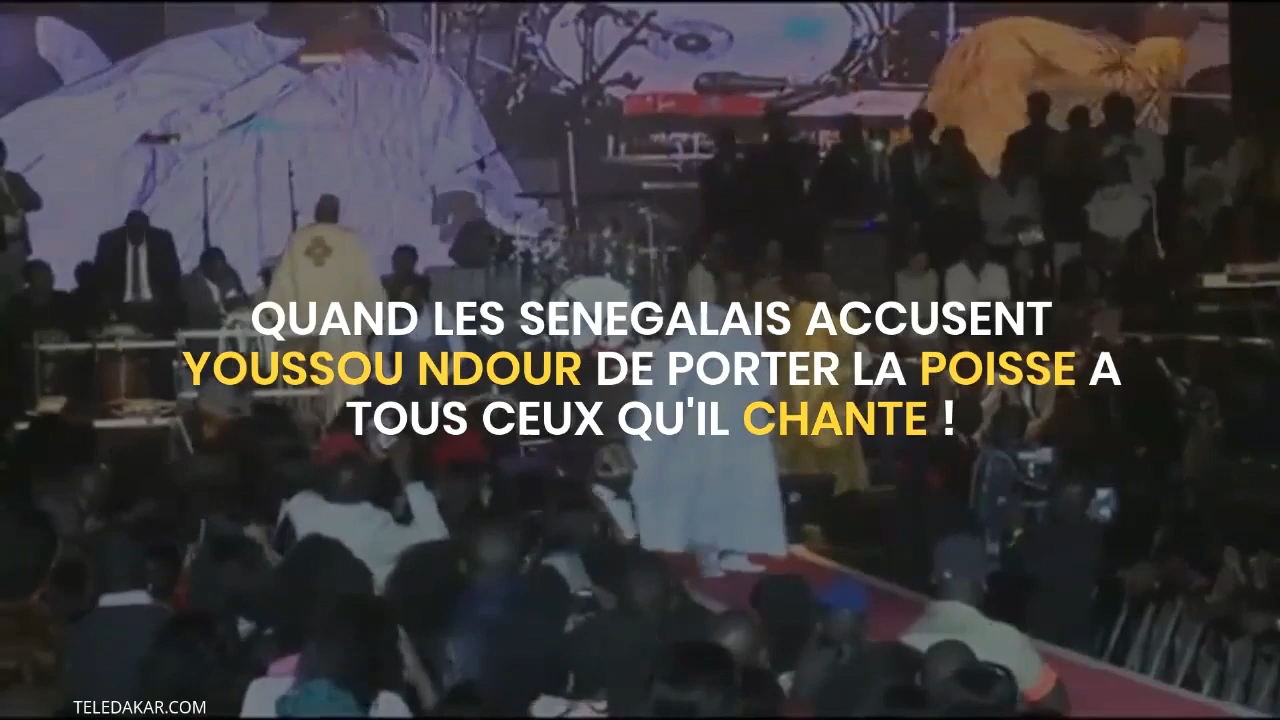 QUAND LES SENEGALAIS ACCUSENT
YOUSSOU NDOUR DE PORTER LA POISSE A
TOUS CEUX QU'IL CHANTE !
TELEDAKAR.COM